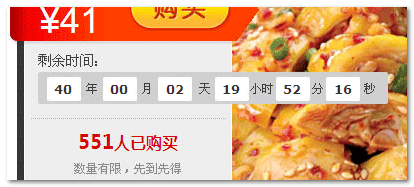 ¥41
购买
剩余时间：
40 年 00 月 02 天 19 小时 52 分 16 秒
551人已购买
数量有限，先到先得